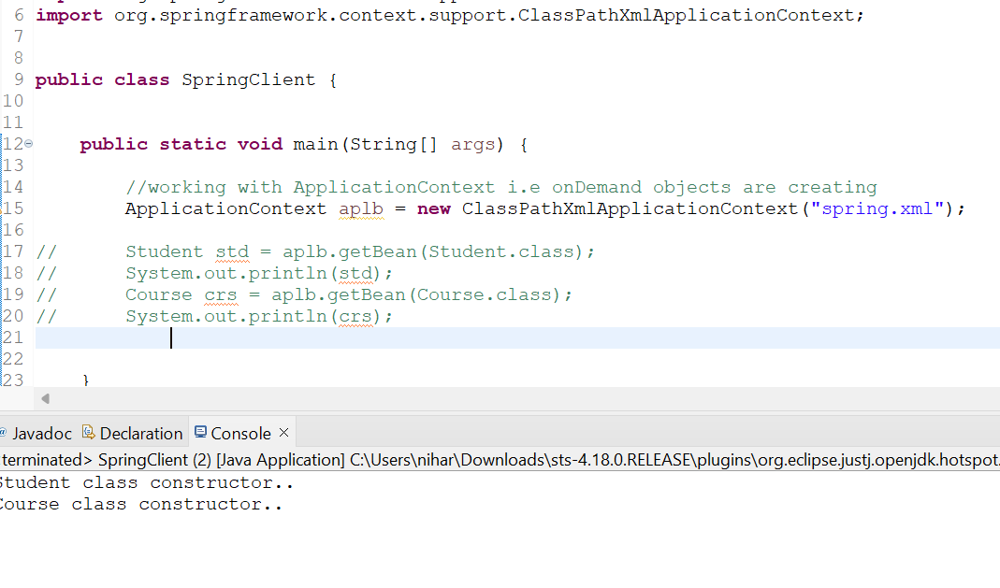 6 import org.springframework.context.support.ClassPathXmlApplicationContext;
7
8
9 public class SpringClient {
10
11
12 public static void main(String[] args) {
13
14 //working with ApplicationContext i.e onDemand objects are creating
15 ApplicationContext aplb = new ClassPathXmlApplicationContext("spring.xml");
16
17 // Student std = aplb.getBean(Student.class);
18 // System.out.println(std);
19 // Course crs = aplb.getBean(Course.class);
20 // System.out.println(crs);
21
22
23 }
@ Javadoc Declaration Console
terminated> SpringClient (2) [Java Application] C:\Users\nihar\Downloads\sts-4.18.0.RELEASE\plugins\org.eclipse.justj.openjdk.hotspot.
Student class constructor..
Course class constructor..